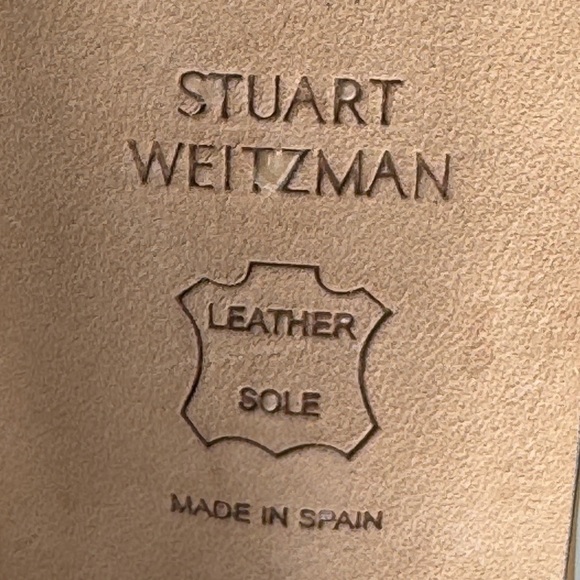 STUART
WEITZMAN
LEATHER
SOLE
MADE IN SPAIN